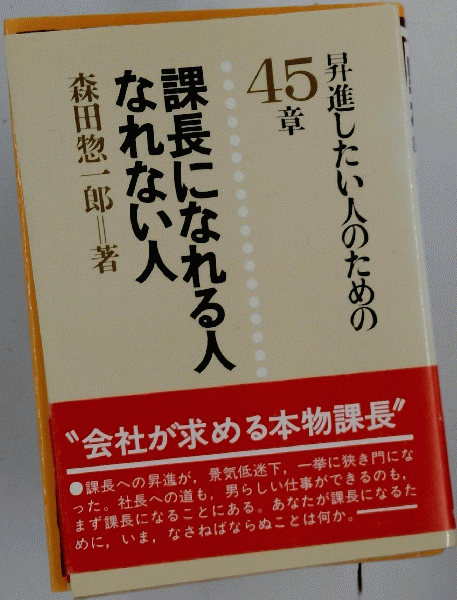 昇進したい人のための
45章
課長になれる人
なれない人
森田惣一郎＝著
"会社が求める本物課長"
●課長への昇進が，景気低迷下，一挙に狭き門にな
った。社長への道も，男らしい仕事ができるのも，
まず課長になることにある。あなたが課長になるた
めに，いま，なさねばならぬことは何か。――